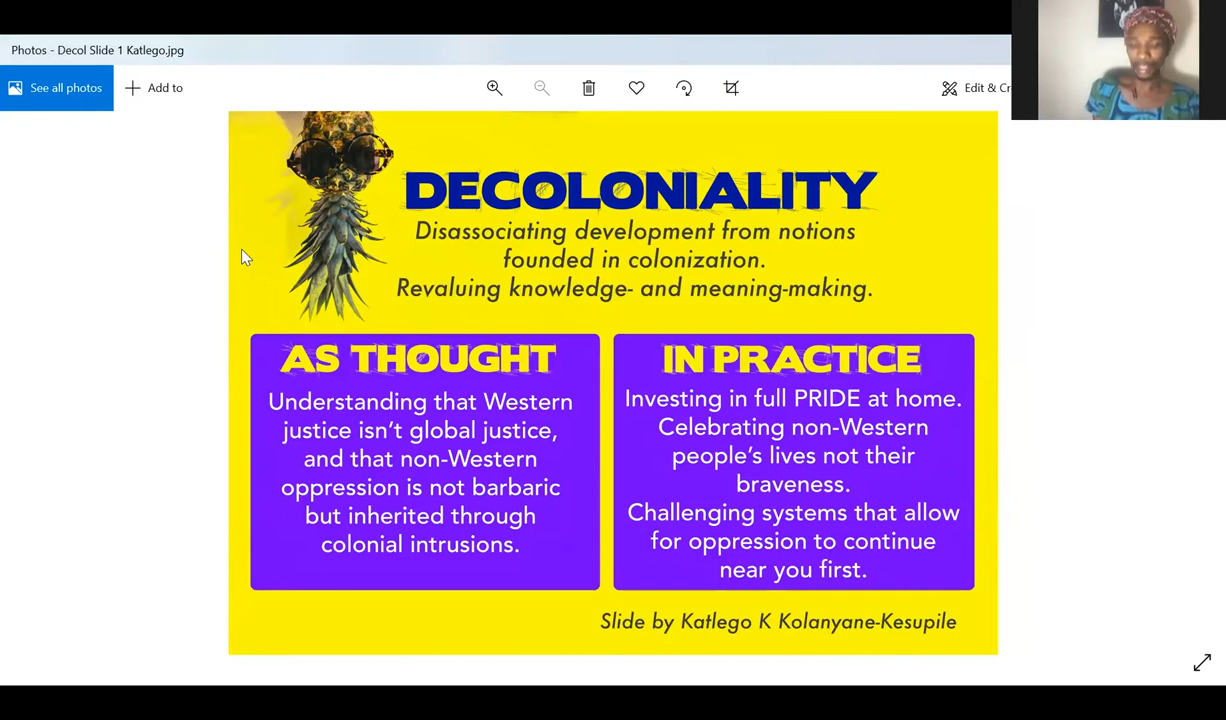 Photos - Decol Slide 1 Katlego.jpg
See all photos
Add to
Edit & Cr
DECOLONIALITY
Disassociating development from notions
founded in colonization.
Revaluing knowledge- and meaning-making.
AS THOUGHT
Understanding that Western
justice isn't global justice,
and that non-Western
oppression is not barbaric
but inherited through
colonial intrusions.
IN PRACTICE
Investing in full PRIDE at home.
Celebrating non-Western
people's lives not their
braveness.
Challenging systems that allow
for oppression to continue
near you first.
Slide by Katlego K Kolanyane-Kesupile